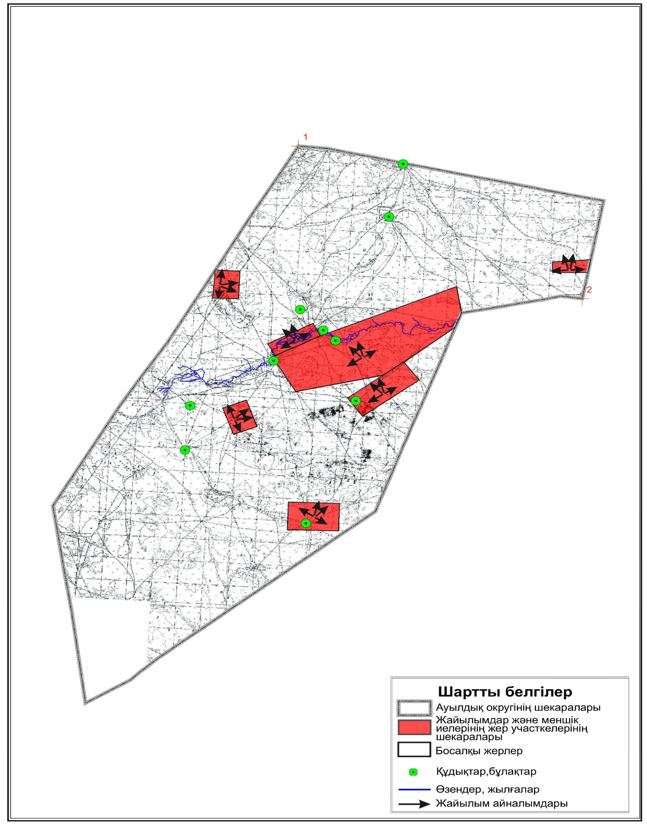 1
2
Шартты белгілер
Ауылдық округінің шекаралары
Жайылымдар және меншік
иелерінің жер участкелерінің
шекаралары
Босалқы жерлер
Құдықтар,бұлақтар
Өзендер, жылғалар
Жайылым айналымдары